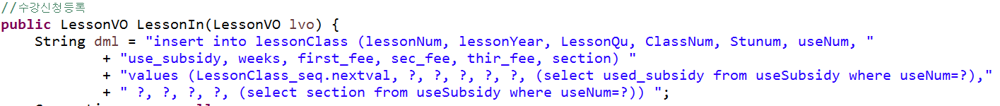 //수강신청등록
public LessonVO LessonIn(LessonVO lvo) {
String dml = "insert into lessonClass (lessonNum, lessonYear, LessonQu, ClassNum, Stunum, useNum, "
+ "use_subsidy, weeks, first_fee, sec_fee, thir_fee, section) "
+ "values (LessonClass_seq.nextval, ?, ?, ?, ?, ?, (select used_subsidy from useSubsidy where useNum=?),"
+ " ?, ?, ?, ?, (select section from useSubsidy where useNum=?)) ";